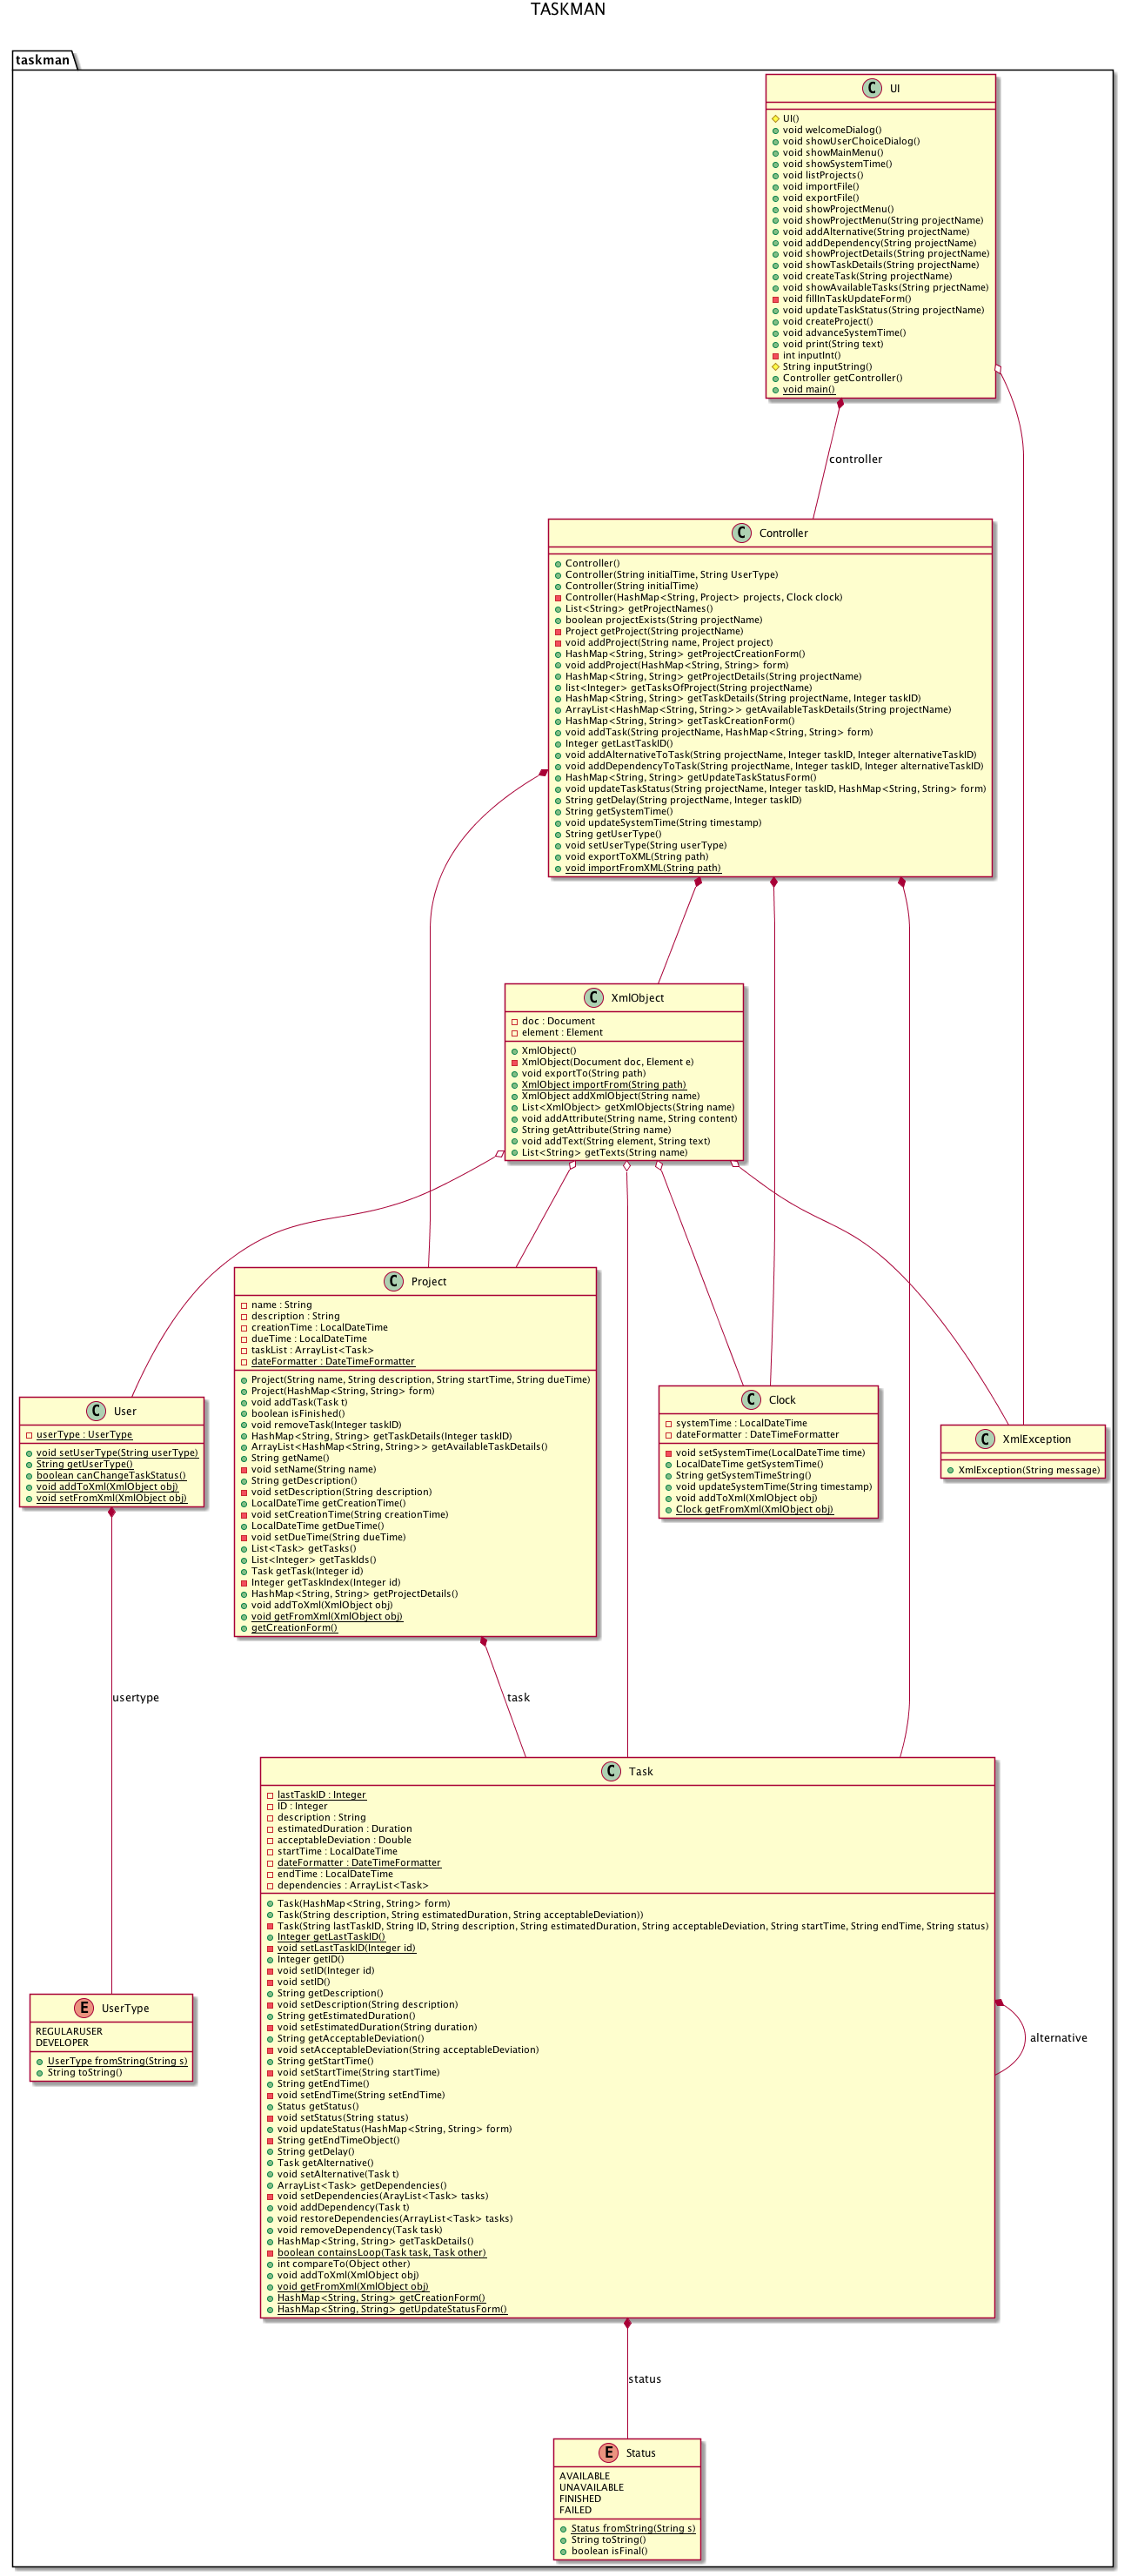 TASKMAN
taskman
C UI
UI()
void welcomeDialog()
void showUserChoiceDialog()
void showMainMenu()
void showSystemTime()
void listProjects()
void importFile()
void exportFile()
void showProjectMenu()
void showProjectMenu(String projectName)
void addAlternative(String projectName)
void addDependency(String projectName)
void showProjectDetails(String projectName)
void showTaskDetails(String projectName)
void createTask(String projectName)
void showAvailableTasks(String prjectName)
void fillInTaskUpdateForm()
void updateTaskStatus(String projectName)
void createProject()
void advanceSystemTime()
void print(String text)
int inputInt()
String inputString()
Controller getController()
void main()
controller
C Controller
Controller()
Controller(String initialTime, String UserType)
Controller(String initialTime)
Controller(HashMap<String, Project> projects, Clock clock)
List<String> getProjectNames()
boolean projectExists(String projectName)
Project getProject(String projectName)
void addProject(String name, Project project)
HashMap<String, String> getProjectCreationForm()
void addProject(HashMap<String, String> form)
HashMap<String, String> getProjectDetails(String projectName)
list<Integer> getTasksOfProject(String projectName)
HashMap<String, String> getTaskDetails(String projectName, Integer taskID)
ArrayList<HashMap<String, String>> getAvailableTaskDetails(String projectName)
HashMap<String, String> getTaskCreationForm()
void addTask(String projectName, HashMap<String, String> form)
Integer getLastTaskID()
void addAlternativeToTask(String projectName, Integer taskID, Integer alternativeTaskID)
void addDependencyToTask(String projectName, Integer taskID, Integer alternativeTaskID)
HashMap<String, String> getUpdateTaskStatusForm()
void updateTaskStatus(String projectName, Integer taskID, HashMap<String, String> form)
String getDelay(String projectName, Integer taskID)
String getSystemTime()
void updateSystemTime(String timestamp)
String getUserType()
void setUserType(String userType)
void exportToXML(String path)
void importFromXML(String path)
C XmlObject
doc : Document
element : Element
XmlObject()
XmlObject(Document doc, Element e)
void exportTo(String path)
XmlObject importFrom(String path)
XmlObject addXmlObject(String name)
List<XmlObject> getXmlObjects(String name)
void addAttribute(String name, String content)
String getAttribute(String name)
void addText(String element, String text)
List<String> getTexts(String name)
C Project
name : String
description : String
creationTime : LocalDateTime
dueTime : LocalDateTime
taskList : ArrayList<Task>
dateFormatter : DateTimeFormatter
Project(String name, String description, String startTime, String dueTime)
Project(HashMap<String, String> form)
void addTask(Task t)
boolean isFinished()
void removeTask(Integer taskID)
HashMap<String, String> getTaskDetails(Integer taskID)
ArrayList<HashMap<String, String>> getAvailableTaskDetails()
String getName()
void setName(String name)
String getDescription()
void setDescription(String description)
LocalDateTime getCreationTime()
void setCreationTime(String creationTime)
LocalDateTime getDueTime()
void setDueTime(String dueTime)
List<Task> getTasks()
List<Integer> getTaskIds()
Task getTask(Integer id)
Integer getTaskIndex(Integer id)
HashMap<String, String> getProjectDetails()
void addToXml(XmlObject obj)
void getFromXml(XmlObject obj)
getCreationForm()
C User
userType : UserType
void setUserType(String userType)
String getUserType()
boolean canChangeTaskStatus()
void addToXml(XmlObject obj)
void setFromXml(XmlObject obj)
C Clock
systemTime : LocalDateTime
dateFormatter : DateTimeFormatter
void setSystemTime(LocalDateTime time)
LocalDateTime getSystemTime()
String getSystemTimeString()
void updateSystemTime(String timestamp)
void addToXml(XmlObject obj)
Clock getFromXml(XmlObject obj)
C XmlException
XmlException(String message)
usertype
task
C Task
lastTaskID : Integer
ID : Integer
description : String
estimatedDuration : Duration
acceptableDeviation : Double
startTime : LocalDateTime
dateFormatter : DateTimeFormatter
endTime : LocalDateTime
dependencies : ArrayList<Task>
Task(HashMap<String, String> form)
Task(String description, String estimatedDuration, String acceptableDeviation))
Task(String lastTaskID, String ID, String description, String estimatedDuration, String acceptableDeviation, String startTime, String endTime, String status)
Integer getLastTaskID()
void setLastTaskID(Integer id)
Integer getID()
void setID(Integer id)
void setID()
String getDescription()
void setDescription(String description)
String getEstimatedDuration()
void setEstimatedDuration(String duration)
String getAcceptableDeviation()
void setAcceptableDeviation(String acceptableDeviation)
String getStartTime()
void setStartTime(String startTime)
String getEndTime()
void setEndTime(String setEndTime)
Status getStatus()
void setStatus(String status)
void updateStatus(HashMap<String, String> form)
String getEndTimeObject()
String getDelay()
Task getAlternative()
void setAlternative(Task t)
ArrayList<Task> getDependencies()
void setDependencies(ArayList<Task> tasks)
void addDependency(Task t)
void restoreDependencies(ArrayList<Task> tasks)
void removeDependency(Task task)
HashMap<String, String> getTaskDetails()
boolean containsLoop(Task task, Task other)
int compareTo(Object other)
void addToXml(XmlObject obj)
void getFromXml(XmlObject obj)
HashMap<String, String> getCreationForm()
HashMap<String, String> getUpdateStatusForm()
alternative
E UserType
REGULARUSER
DEVELOPER
UserType fromString(String s)
String toString()
status
E Status
AVAILABLE
UNAVAILABLE
FINISHED
FAILED
Status fromString(String s)
String toString()
boolean isFinal()